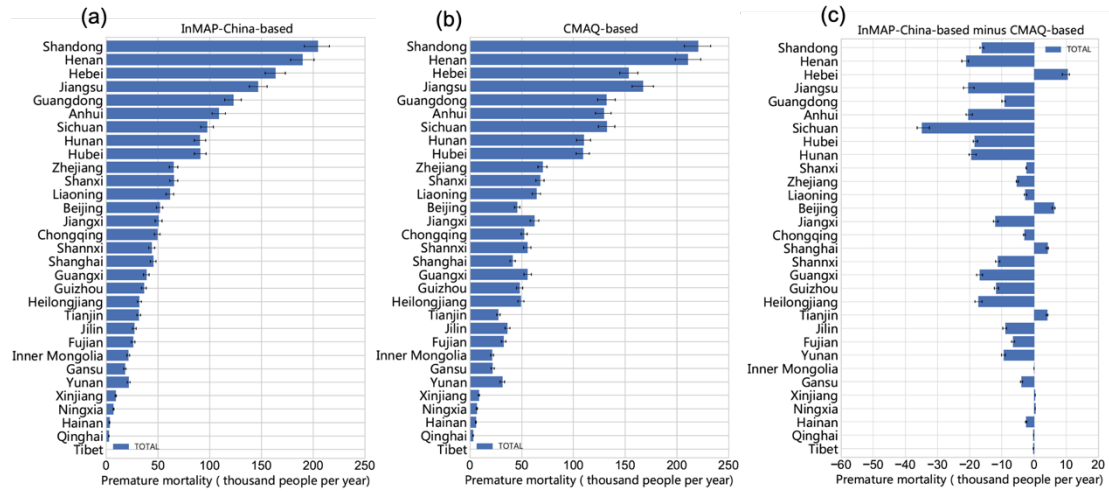 (a)
InMAP-China-based
Shandong
Henan
Hebei
Jiangsu
Guangdong
Anhui
Sichuan
Hunan
Hubei
Zhejiang
Shanxi
Liaoning
Beijing
Jiangxi
Chongqing
Shannxi
Shanghai
Guangxi
Guizhou
Heilongjiang
Tianjin
Jilin
Fujian
Inner Mongolia
Gansu
Yunan
Xinjiang
Ningxia
Hainan
Qinghai
Tibet
TOTAL
0 50 100 150 200 250
Premature mortality ( thousand people per year)
(b)
CMAQ-based
Shandong
Henan
Hebei
Jiangsu
Guangdong
Anhui
Sichuan
Hunan
Hubei
Zhejiang
Shanxi
Liaoning
Beijing
Jiangxi
Chongqing
Shannxi
Shanghai
Guangxi
Guizhou
Heilongjiang
Tianjin
Jilin
Fujian
Inner Mongolia
Gansu
Yunan
Xinjiang
Ningxia
Hainan
Qinghai
Tibet
TOTAL
0 50 100 150 200 250
Premature mortality ( thousand people per year)
(c)
InMAP-China-based minus CMAQ-based
TOTAL
Shandong
Henan
Hebei
Jiangsu
Guangdong
Anhui
Sichuan
Hubei
Hunan
Shanxi
Zhejiang
Liaoning
Beijing
Jiangxi
Chongqing
Shanghai
Shannxi
Guangxi
Guizhou
Heilongjiang
Tianjin
Jilin
Fujian
Yunan
Inner Mongolia
Gansu
Xinjiang
Ningxia
Hainan
Qinghai
Tibet
−60 −50 −40 −30 −20 −10 0 10 20
Premature mortality ( thousand people per year)